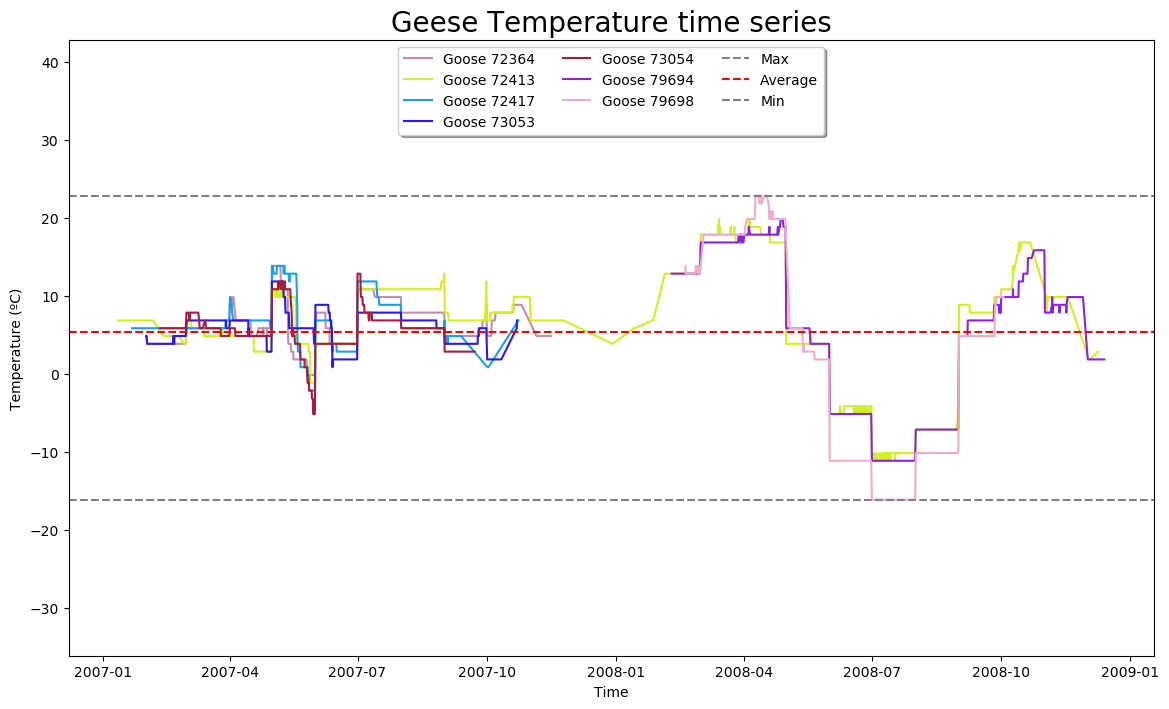 Geese Temperature time series
Goose 72364
Goose 72413
Goose 72417
Goose 73053
Goose 73054
Goose 79694
Goose 79698
Max
Average
Min
Temperature (ºC)
40
30
20
10
0
−10
−20
−30
2007-01
2007-04
2007-07
2007-10
2008-01
2008-04
2008-07
2008-10
2009-01
Time